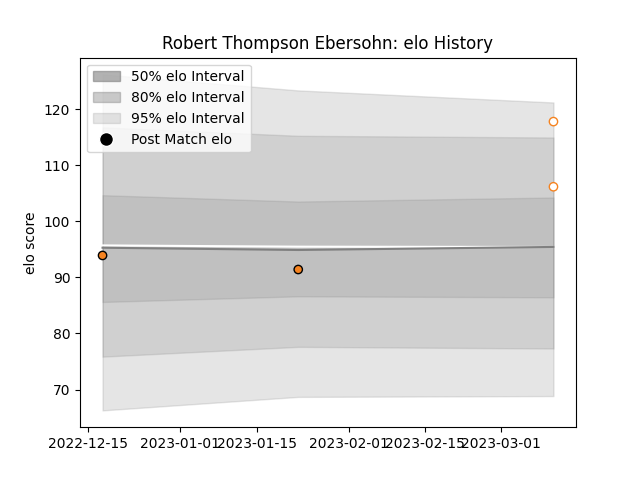 Robert Thompson Ebersohn: elo History
50% elo Interval
80% elo Interval
95% elo Interval
Post Match elo
elo score
120
110
100
90
80
70
2022-12-15
2023-01-01
2023-01-15
2023-02-01
2023-02-15
2023-03-01